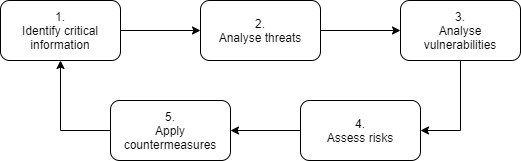 1.
Identify critical
information
2.
Analyse threats
3.
Analyse
vulnerabilities
4.
Assess risks
5.
Apply
countermeasures